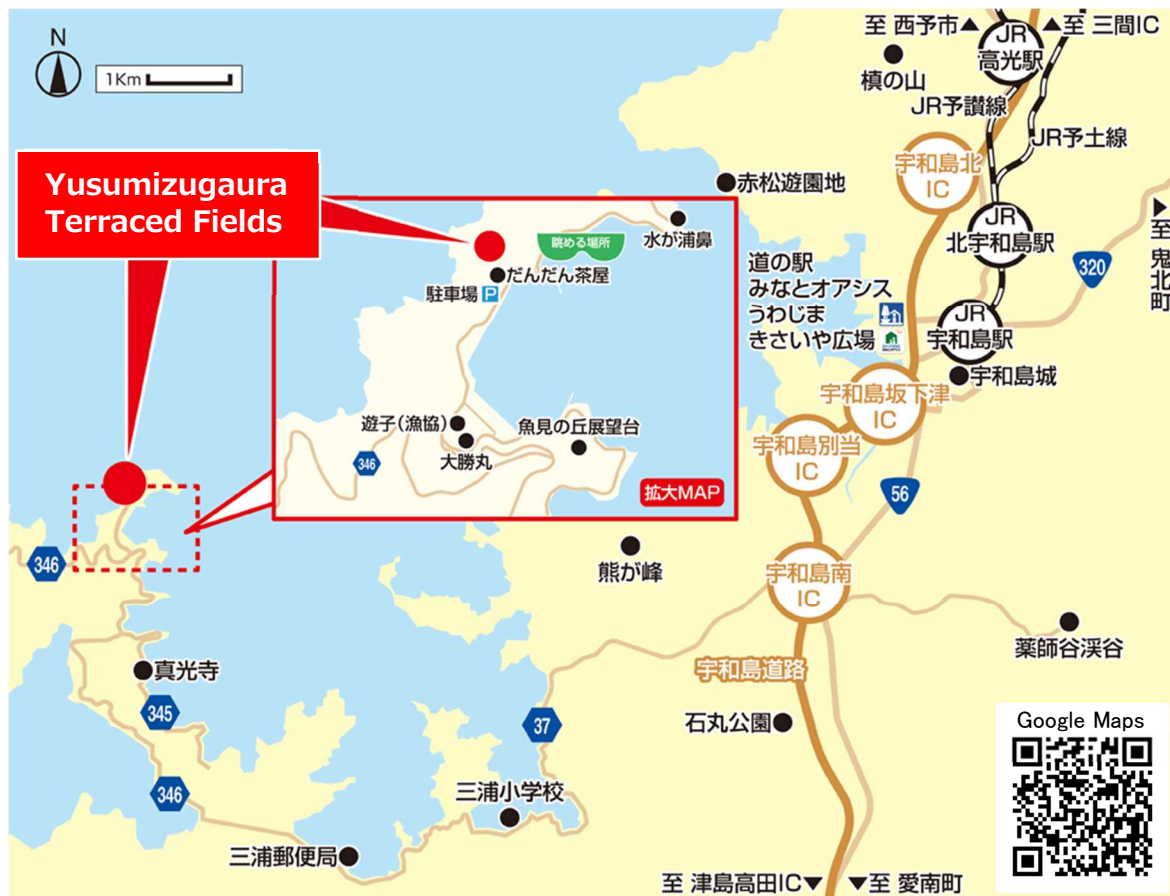 N
1Km
Yusumizugaura
Terraced Fields
至 西予市▲
▲至 三間IC
JR
高光駅
槙の山
JR予讃線
JR予土線
宇和島北
IC
赤松遊園地
JR
北宇和島駅
▶至 鬼北町
320
水が浦鼻
眺める場所
だんだん茶屋
駐車場 P
道の駅
みなとオアシス
うわじま
きさいや広場
JR
宇和島駅
宇和島城
宇和島坂下津
IC
遊子(漁協)
大勝丸
魚見の丘展望台
346
拡大MAP
宇和島別当
IC
56
346
熊が峰
宇和島南
IC
薬師谷渓谷
真光寺
宇和島道路
345
37
石丸公園
Google Maps
346
三浦小学校
三浦郵便局
至 津島高田IC▼
▼至 愛南町